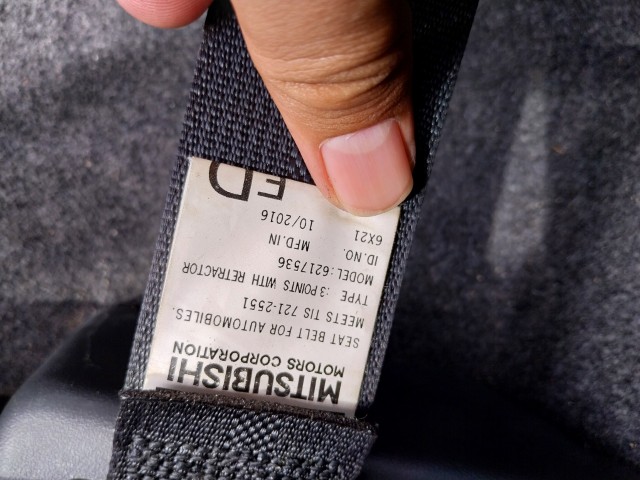 MITSUBISHI
MOTORS CORPORATION
SEAT BELT FOR AUTOMOBILES.
MEETS TIS 721-2551
TYPE :3 POINTS WITH RETRACTOR
MODEL:6217536
ID.NO. MFD.IN
6X21 10/2016
ED